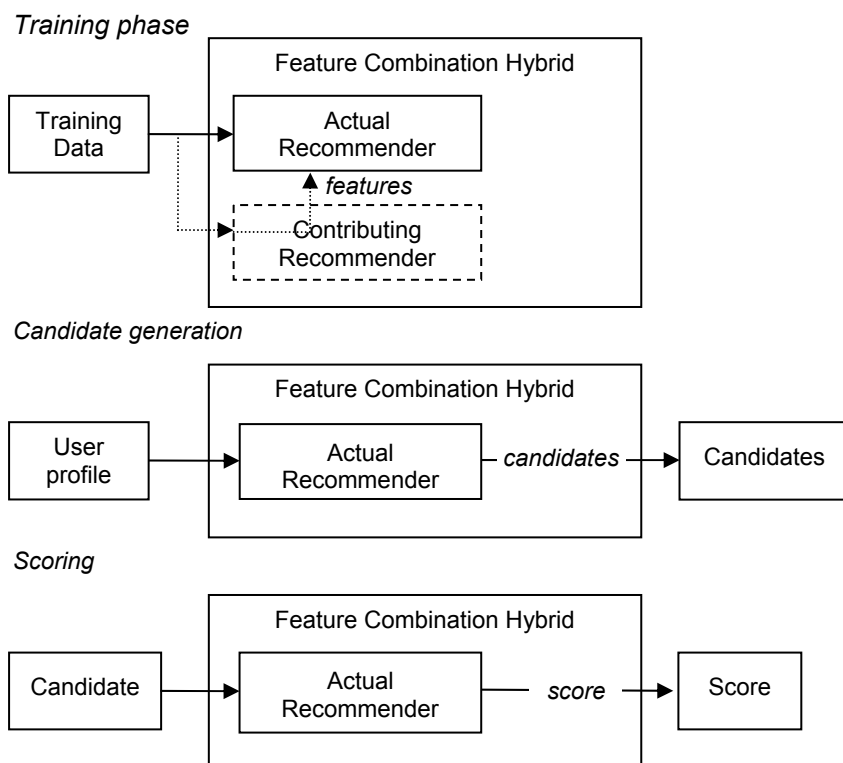 Training phase
Feature Combination Hybrid
Training
Data
Actual
Recommender
features
Contributing
Recommender
Candidate generation
Feature Combination Hybrid
User
profile
Actual
Recommender
candidates
Candidates
Scoring
Feature Combination Hybrid
Candidate
Actual
Recommender
score
Score